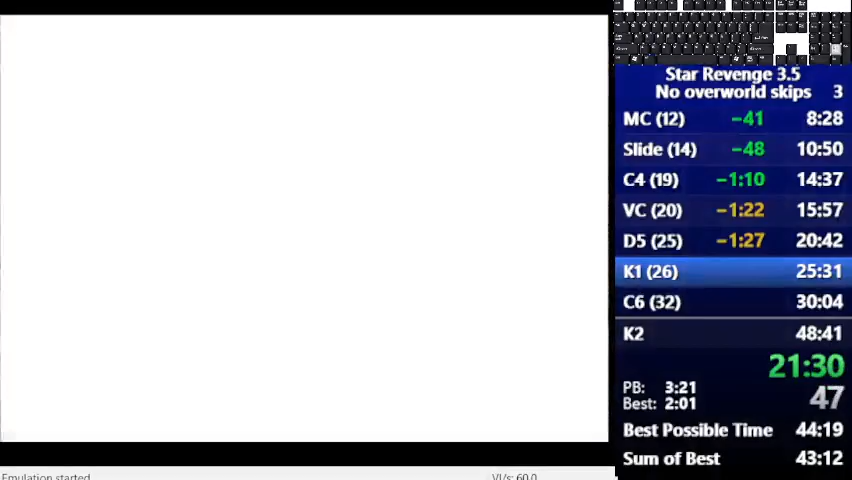 Star Revenge 3.5
No overworld skips 3
MC (12) -41 8:28
Slide (14) -48 10:50
C4 (19) -1:10 14:37
VC (20) -1:22 15:57
D5 (25) -1:27 20:42
K1 (26) 25:31
C6 (32) 30:04
K2 48:41
21:30
PB: 3:21
47
Best: 2:01
Best Possible Time 44:19
Sum of Best 43:12
Emulation started VI/s: 60.0